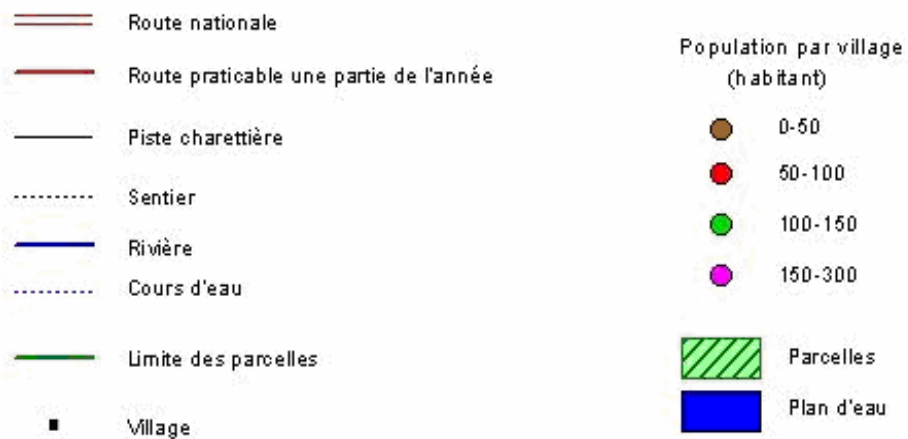 Route nationale
Route praticable une partie de l'année
Piste charettière
Sentier
Rivière
Cours d'eau
Limite des parcelles
Village
Population par village
(habitant)
0-50
50-100
100-150
150-300
Parcelles
Plan d'eau